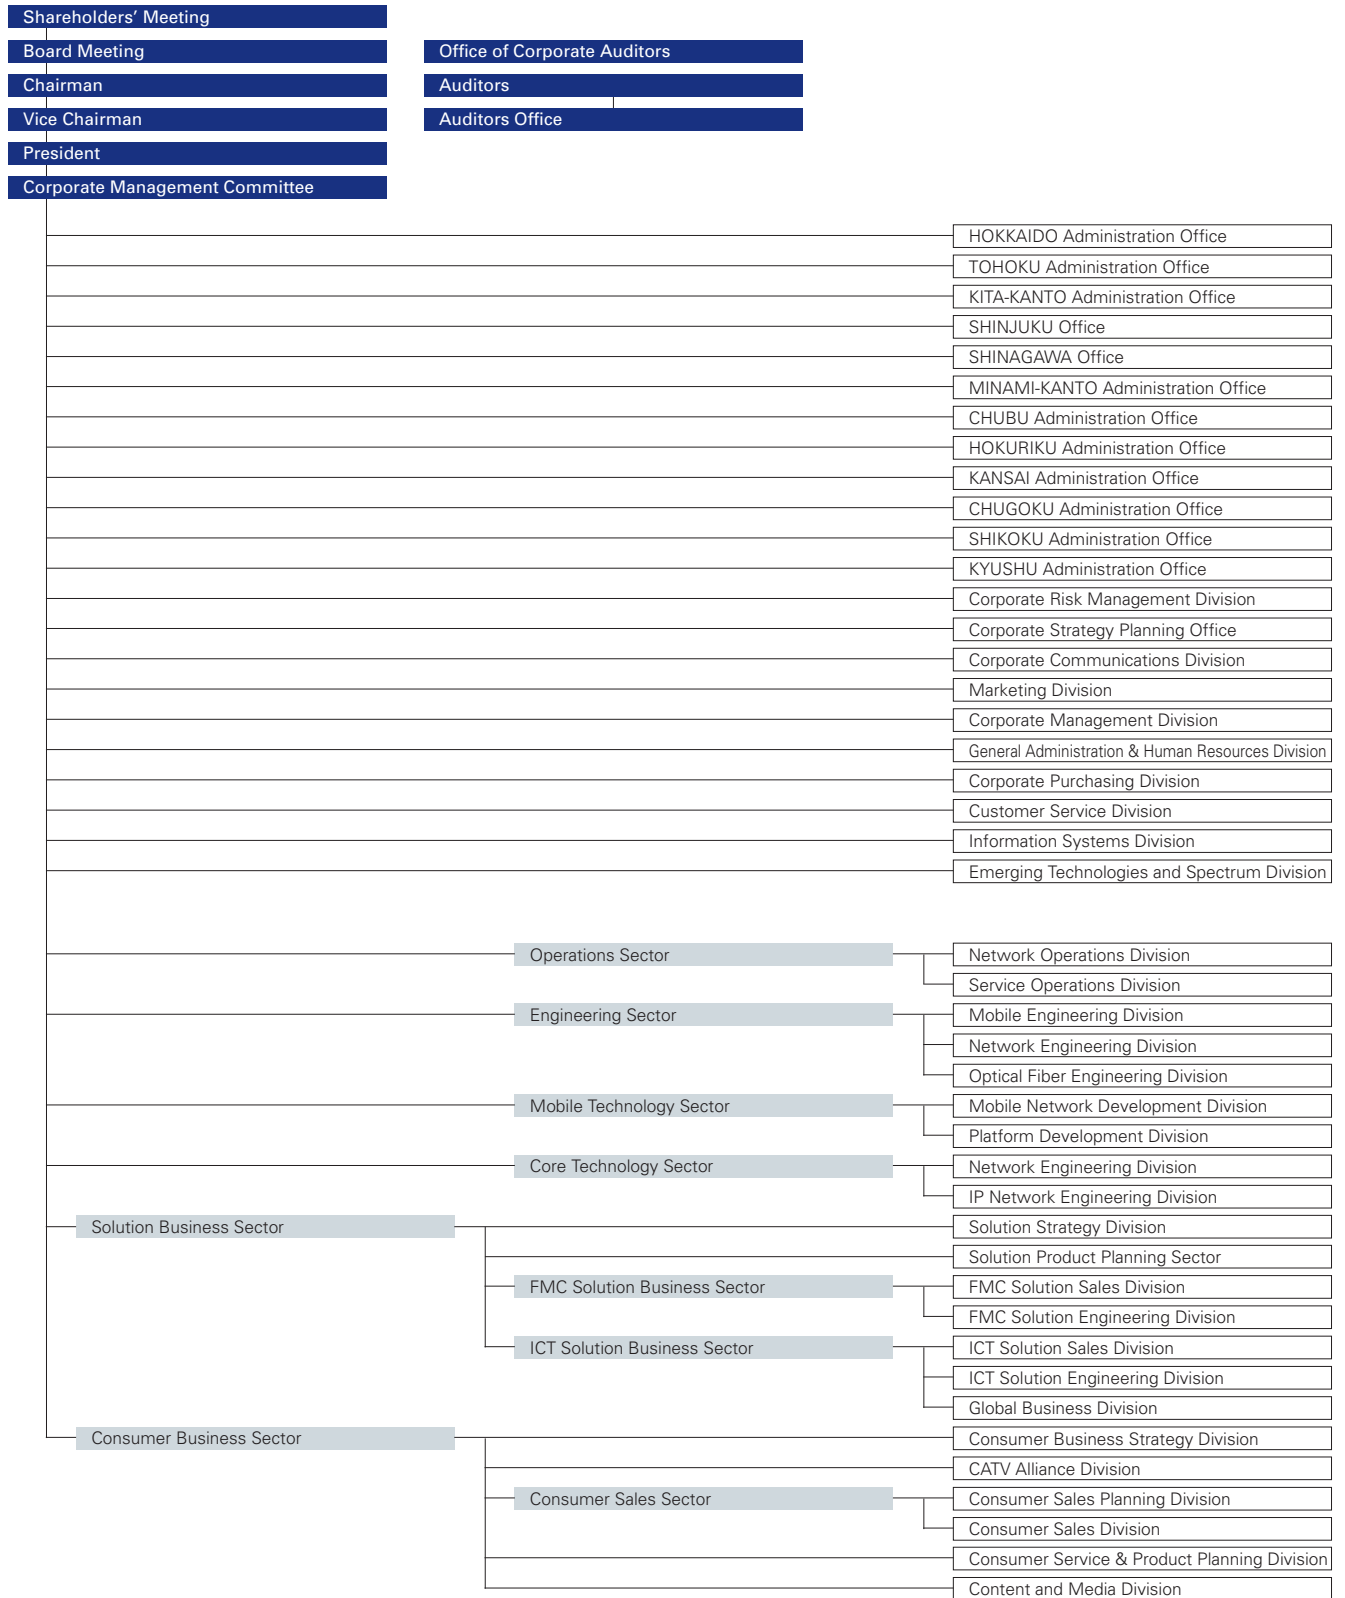 Shareholders’ Meeting
Board Meeting
Office of Corporate Auditors
Chairman
Auditors
Vice Chairman
Auditors Office
President
Corporate Management Committee
HOKKAIDO Administration Office
TOHOKU Administration Office
KITA-KANTO Administration Office
SHINJUKU Office
SHINAGAWA Office
MINAMI-KANTO Administration Office
CHUBU Administration Office
HOKURIKU Administration Office
KANSAI Administration Office
CHUGOKU Administration Office
SHIKOKU Administration Office
KYUSHU Administration Office
Corporate Risk Management Division
Corporate Strategy Planning Office
Corporate Communications Division
Marketing Division
Corporate Management Division
General Administration & Human Resources Division
Corporate Purchasing Division
Customer Service Division
Information Systems Division
Emerging Technologies and Spectrum Division
Operations Sector
Network Operations Division
Service Operations Division
Engineering Sector
Mobile Engineering Division
Network Engineering Division
Optical Fiber Engineering Division
Mobile Technology Sector
Mobile Network Development Division
Platform Development Division
Core Technology Sector
Network Engineering Division
IP Network Engineering Division
Solution Business Sector
Solution Strategy Division
Solution Product Planning Sector
FMC Solution Business Sector
FMC Solution Sales Division
FMC Solution Engineering Division
ICT Solution Business Sector
ICT Solution Sales Division
ICT Solution Engineering Division
Global Business Division
Consumer Business Sector
Consumer Business Strategy Division
CATV Alliance Division
Consumer Sales Sector
Consumer Sales Planning Division
Consumer Sales Division
Consumer Service & Product Planning Division
Content and Media Division